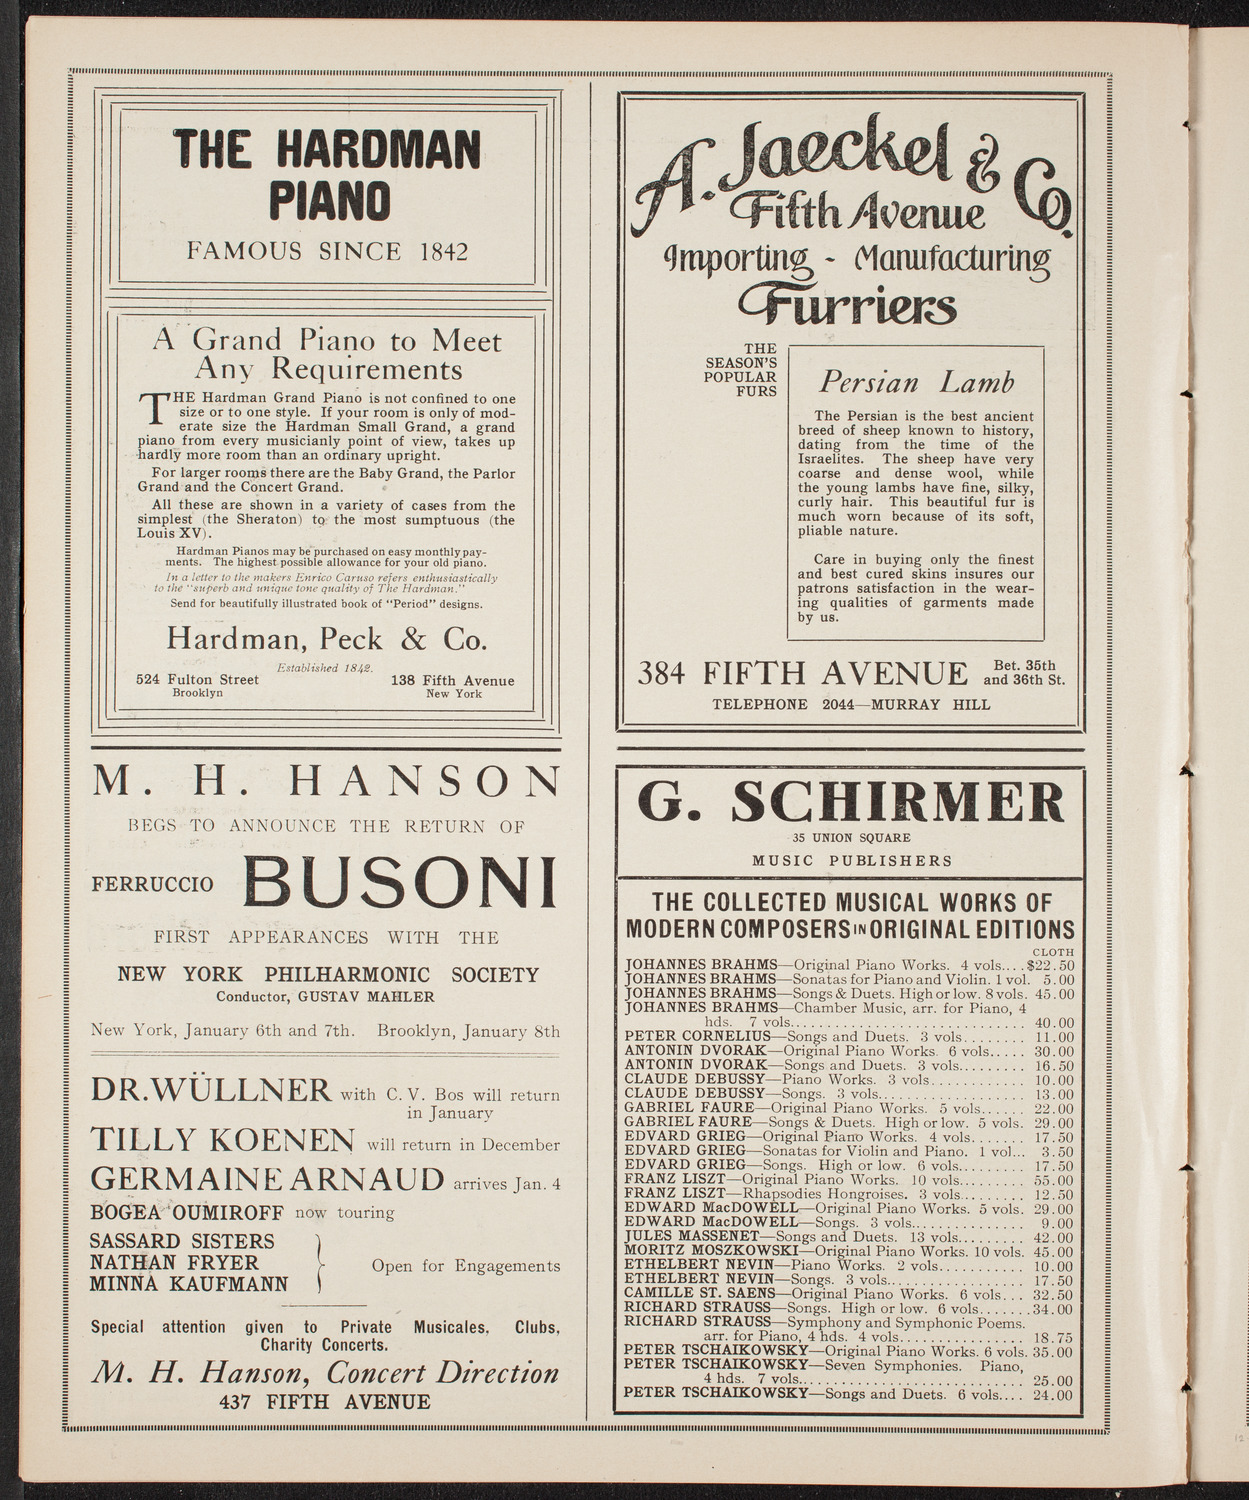 THE HARDMAN
PIANO
FAMOUS SINCE 1842
A Grand Piano to Meet
Any Requirements
THE Hardman Grand Piano is not confined to one
size or to one style. If your room is only of mod-
erate size the Hardman Small Grand, a grand
piano from every musicianly point of view, takes up
hardly more room than an ordinary upright.
For larger rooms there are the Baby Grand, the Parlor
Grand and the Concert Grand.
All these are shown in a variety of cases from the
simplest (the Sheraton) to the most sumptuous (the
Louis XV).
Hardman Pianos may be purchased on easy monthly pay-
ments. The highest possible allowance for your old piano.
In a letter to the makers Enrico Caruso refers enthusiastically
to the "superb and unique tone quality of The Hardman."
Send for beautifully illustrated book of "Period" designs.
Hardman, Peck & Co.
Established 1842.
524 Fulton Street 138 Fifth Avenue
Brooklyn New York
M. H. HANSON
BEGS TO ANNOUNCE THE RETURN OF
FERRUCCIO BUSONI
FIRST APPEARANCES WITH THE
NEW YORK PHILHARMONIC SOCIETY
Conductor, GUSTAV MAHLER
New York, January 6th and 7th. Brooklyn, January 8th
DR. WÜLLNER with C. V. Bos will return
in January
TILLY KOENEN will return in December
GERMAINE ARNAUD arrives Jan. 4
BOGEA OUMIROFF now touring
SASSARD SISTERS
NATHAN FRYER Open for Engagements
MINNA KAUFMANN
Special attention given to Private Musicales, Clubs,
Charity Concerts.
M. H. Hanson, Concert Direction
437 FIFTH AVENUE
A. Jaeckel & Co.
Fifth Avenue
Importing - Manufacturing
Furriers
THE
SEASON'S
POPULAR
FURS
Persian Lamb
The Persian is the best ancient
breed of sheep known to history,
dating from the time of the
Israelites. The sheep have very
coarse and dense wool, while
the young lambs have fine, silky,
curly hair. This beautiful fur is
much worn because of its soft,
pliable nature.
Care in buying only the finest
and best cured skins insures our
patrons satisfaction in the wear-
ing qualities of garments made
by us.
384 FIFTH AVENUE Bet. 35th
and 36th St.
TELEPHONE 2044—MURRAY HILL
G. SCHIRMER
35 UNION SQUARE
MUSIC PUBLISHERS
THE COLLECTED MUSICAL WORKS OF
MODERN COMPOSERS IN ORIGINAL EDITIONS
CLOTH
JOHANNES BRAHMS—Original Piano Works. 4 vols....$22.50
JOHANNES BRAHMS—Sonatas for Piano and Violin. 1 vol. 5.00
JOHANNES BRAHMS—Songs & Duets. High or low. 8 vols. 45.00
JOHANNES BRAHMS—Chamber Music, arr. for Piano, 4
hds. 7 vols............................ 40.00
PETER CORNELIUS—Songs and Duets. 3 vols........ 11.00
ANTONIN DVORAK—Original Piano Works. 6 vols..... 30.00
ANTONIN DVORAK—Songs and Duets. 3 vols......... 16.50
CLAUDE DEBUSSY—Piano Works. 3 vols............ 10.00
CLAUDE DEBUSSY—Songs. 3 vols.................. 13.00
GABRIEL FAURE—Original Piano Works. 5 vols...... 22.00
GABRIEL FAURE—Songs & Duets. High or low. 5 vols. 29.00
EDVARD GRIEG—Original Piano Works. 4 vols....... 17.50
EDVARD GRIEG—Sonatas for Violin and Piano. 1 vol... 3.50
EDVARD GRIEG—Songs. High or low. 6 vols......... 17.50
FRANZ LISZT—Original Piano Works. 10 vols........ 55.00
FRANZ LISZT—Rhapsodies Hongroises. 3 vols........ 12.50
EDWARD MacDOWELL—Original Piano Works. 5 vols. 29.00
EDWARD MacDOWELL—Songs. 3 vols.............. 9.00
JULES MASSENET—Songs and Duets. 13 vols........ 42.00
MORITZ MOSZKOWSKI—Original Piano Works. 10 vols. 45.00
ETHELBERT NEVIN—Piano Works. 2 vols........... 10.00
ETHELBERT NEVIN—Songs. 3 vols................. 17.50
CAMILLE ST. SAENS—Original Piano Works. 6 vols... 32.50
RICHARD STRAUSS—Songs. High or low. 6 vols.......34.00
RICHARD STRAUSS—Symphony and Symphonic Poems.
arr. for Piano, 4 hds. 4 vols................ 18.75
PETER TSCHAIKOWSKY—Original Piano Works. 6 vols. 35.00
PETER TSCHAIKOWSKY—Seven Symphonies. Piano,
4 hds. 7 vols........................... 25.00
PETER TSCHAIKOWSKY—Songs and Duets. 6 vols.... 24.00
12